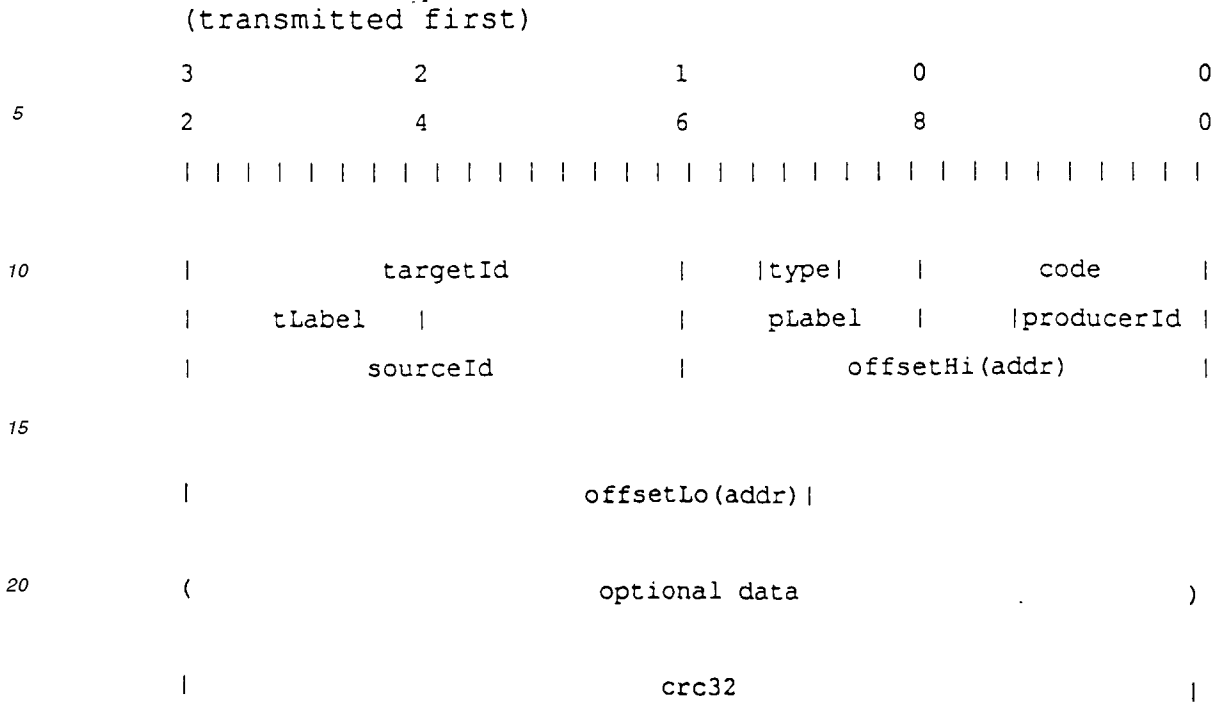 (transmitted first)
3 2 1 0 0
5 2 4 6 8 0
| | | | | | | | | | | | | | | | | | | | | | | | | | | | | | | | |
10 | targetId | |type| | code |
| tLabel | | pLabel | |producerId |
| sourceId | offsetHi(addr) |
15
| offsetLo(addr)|
20 ( optional data )
| crc32 |